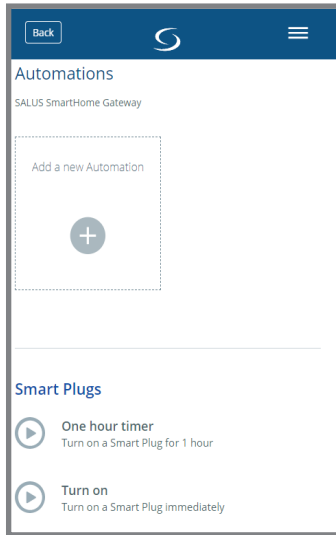 Back
Automations
SALUS SmartHome Gateway
Add a new Automation
Smart Plugs
One hour timer
Turn on a Smart Plug for 1 hour
Turn on
Turn on a Smart Plug immediately